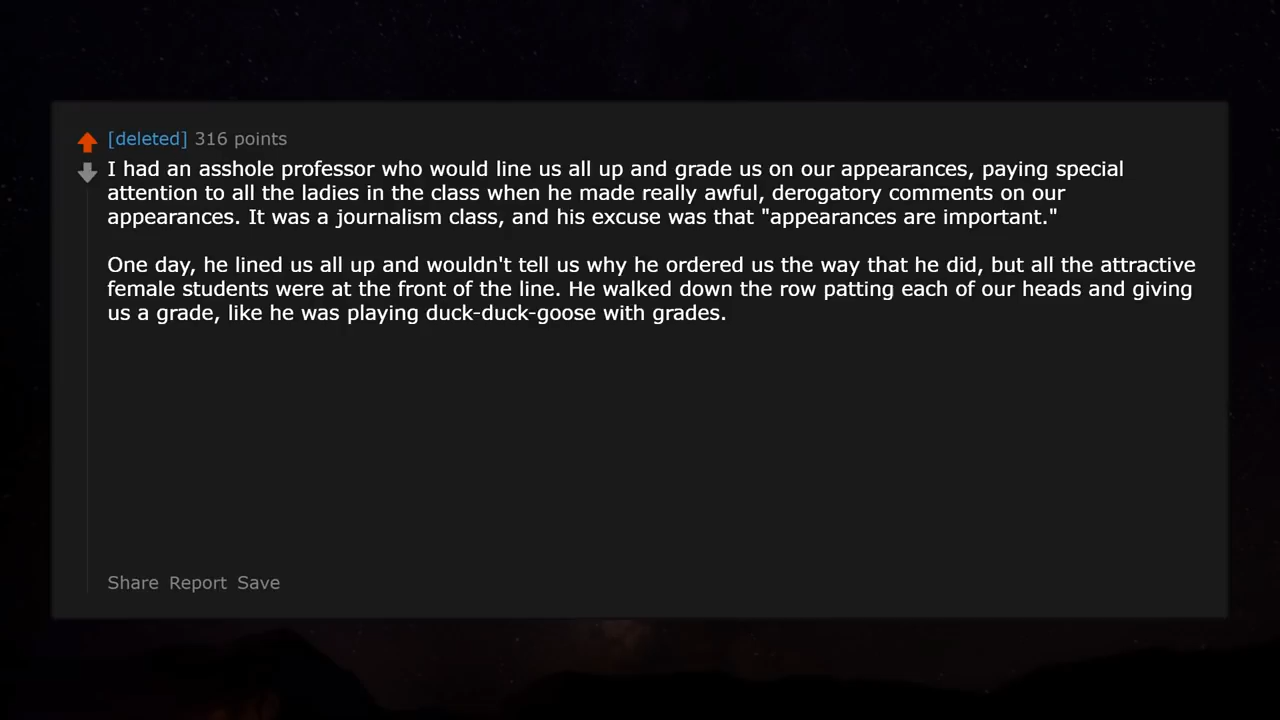 [deleted] 316 points
I had an asshole professor who would line us all up and grade us on our appearances, paying special
attention to all the ladies in the class when he made really awful, derogatory comments on our
appearances. It was a journalism class, and his excuse was that "appearances are important."
One day, he lined us all up and wouldn't tell us why he ordered us the way that he did, but all the attractive
female students were at the front of the line. He walked down the row patting each of our heads and giving
us a grade, like he was playing duck-duck-goose with grades.
Share Report Save